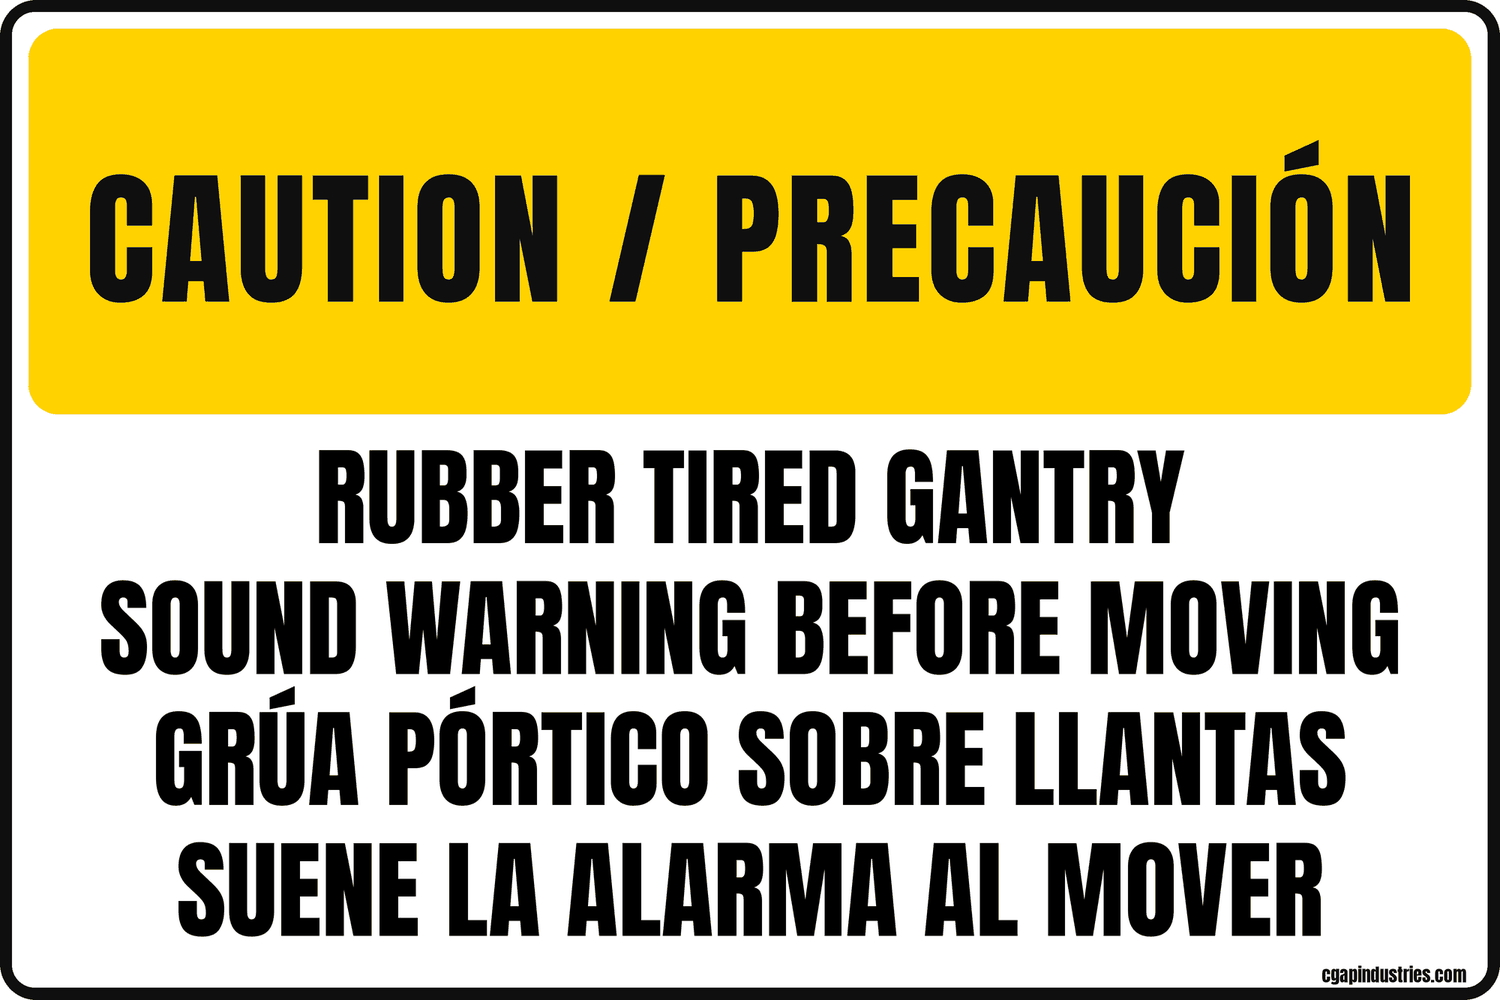 CAUTION / PRECAUCIÓN
RUBBER TIRED GANTRY
SOUND WARNING BEFORE MOVING
GRÚA PÓRTICO SOBRE LLANTAS
SUENE LA ALARMA AL MOVER
cgapindustries.com